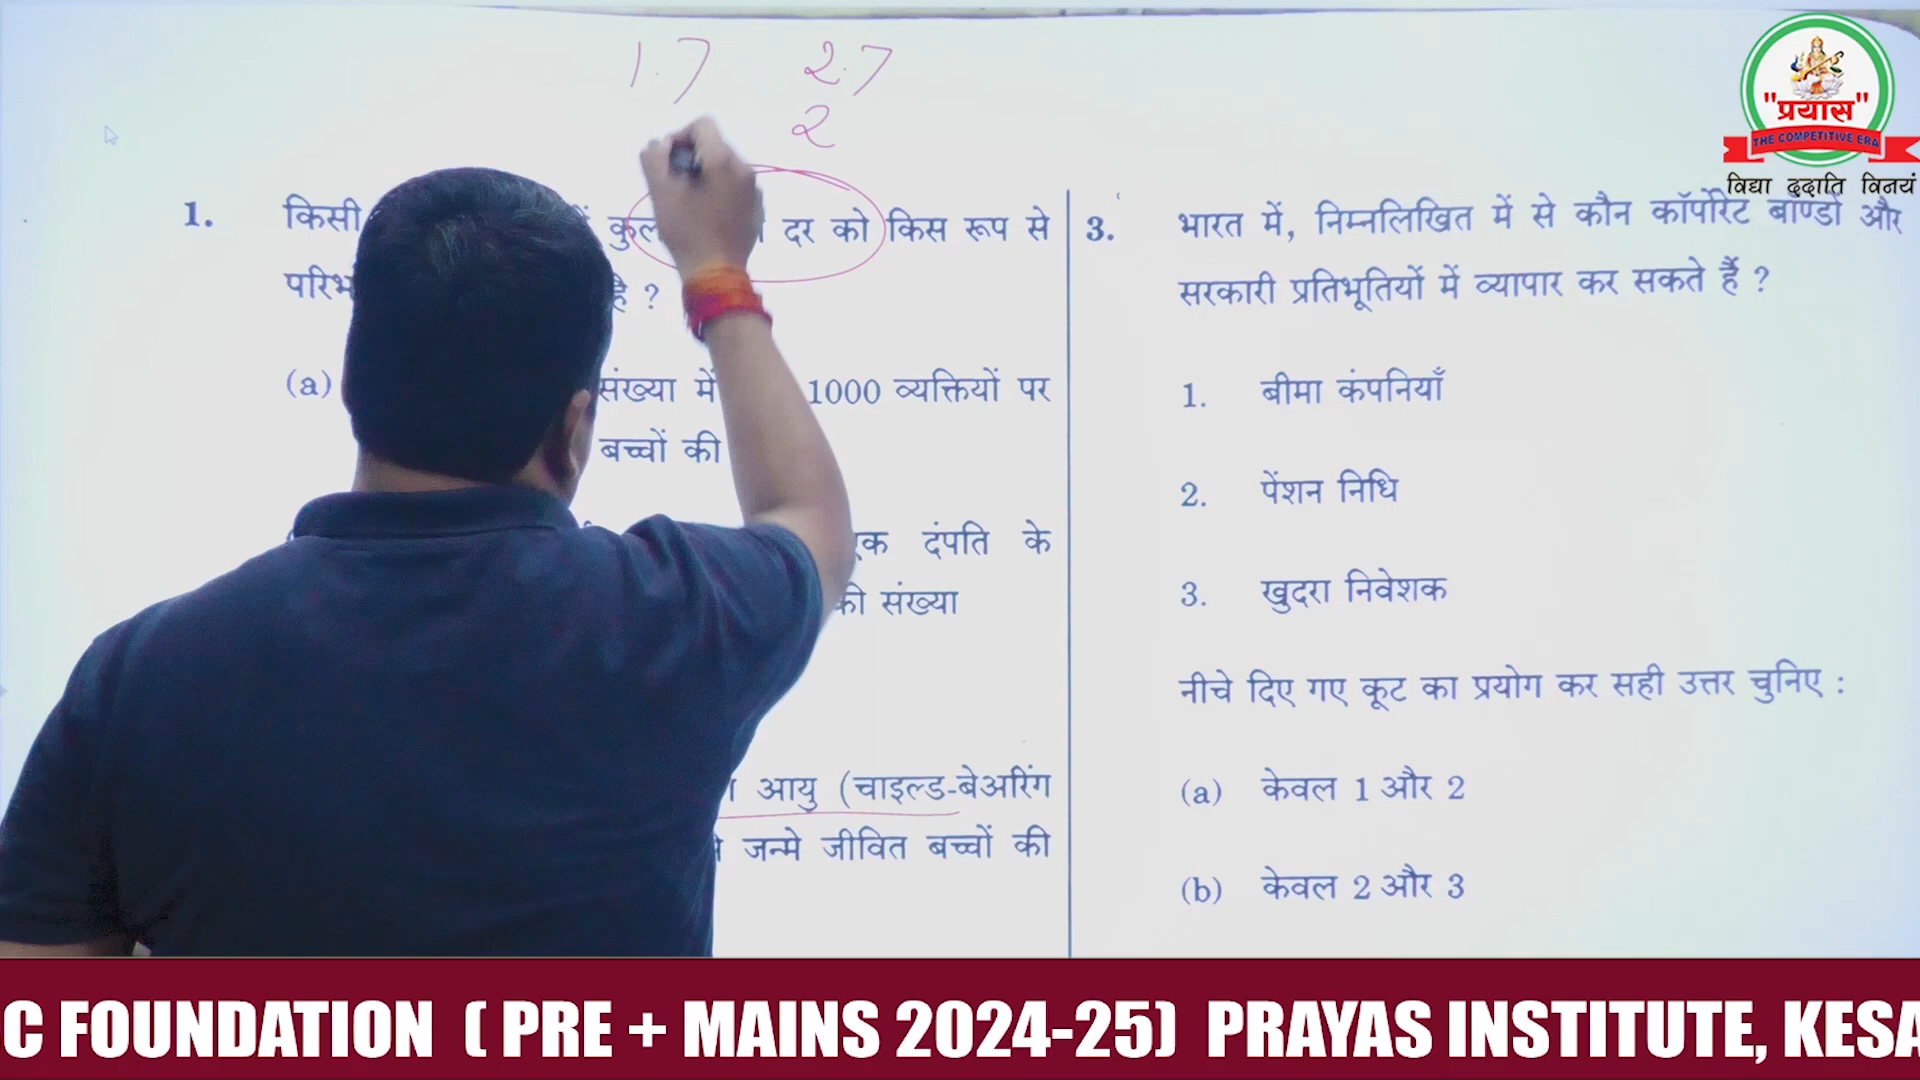 1.7 2.7
2
"प्रयास"
THE COMPETITIVE ERA
विद्या ददाति विनयं
1. किसी दर को किस रूप से
है ?
(a) संख्या में 1000 व्यक्तियों पर
बच्चों की
दंपति के
की संख्या
आयु (चाइल्ड-बेअरिंग
जन्मे जीवित बच्चों की
3. भारत में, निम्नलिखित में से कौन कॉर्पोरेट बाण्डों और
सरकारी प्रतिभूतियों में व्यापार कर सकते हैं ?
1. बीमा कंपनियाँ
2. पेंशन निधि
3. खुदरा निवेशक
नीचे दिए गए कूट का प्रयोग कर सही उत्तर चुनिए :
(a) केवल 1 और 2
(b) केवल 2 और 3
C FOUNDATION ( PRE + MAINS 2024-25) PRAYAS INSTITUTE, KESA